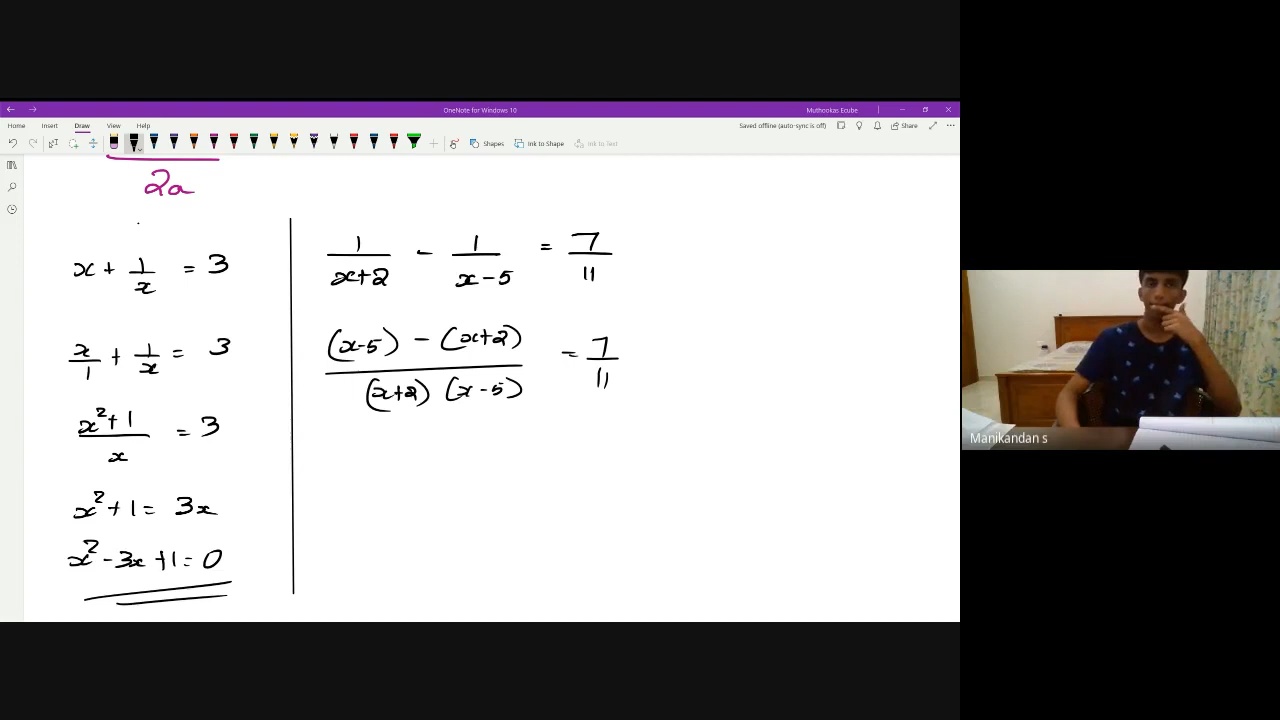 OneNote for Windows 10
Muthookas Ecube
Home Insert Draw View Help
Saved offline (auto-sync is off)
Share
Shapes
Ink to Shape
Ink to Text
2a
x + 1/x = 3
x/1 + 1/x = 3
x² + 1 / x = 3
x² + 1 = 3x
x² - 3x + 1 = 0
1/(x+2) - 1/(x-5) = 7/11
(x-5) - (x+2) / (x+2) (x-5) = 7/11
Manikandan s